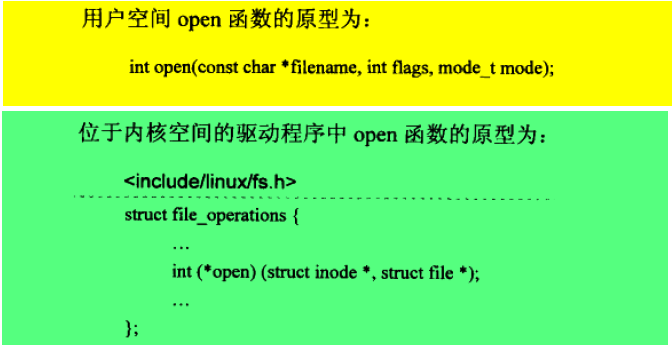 用户空间 open 函数的原型为：
int open(const char *filename, int flags, mode_t mode);
位于内核空间的驱动程序中 open 函数的原型为：
<include/linux/fs.h>
struct file_operations {
…
int (*open) (struct inode *, struct file *);
…
};